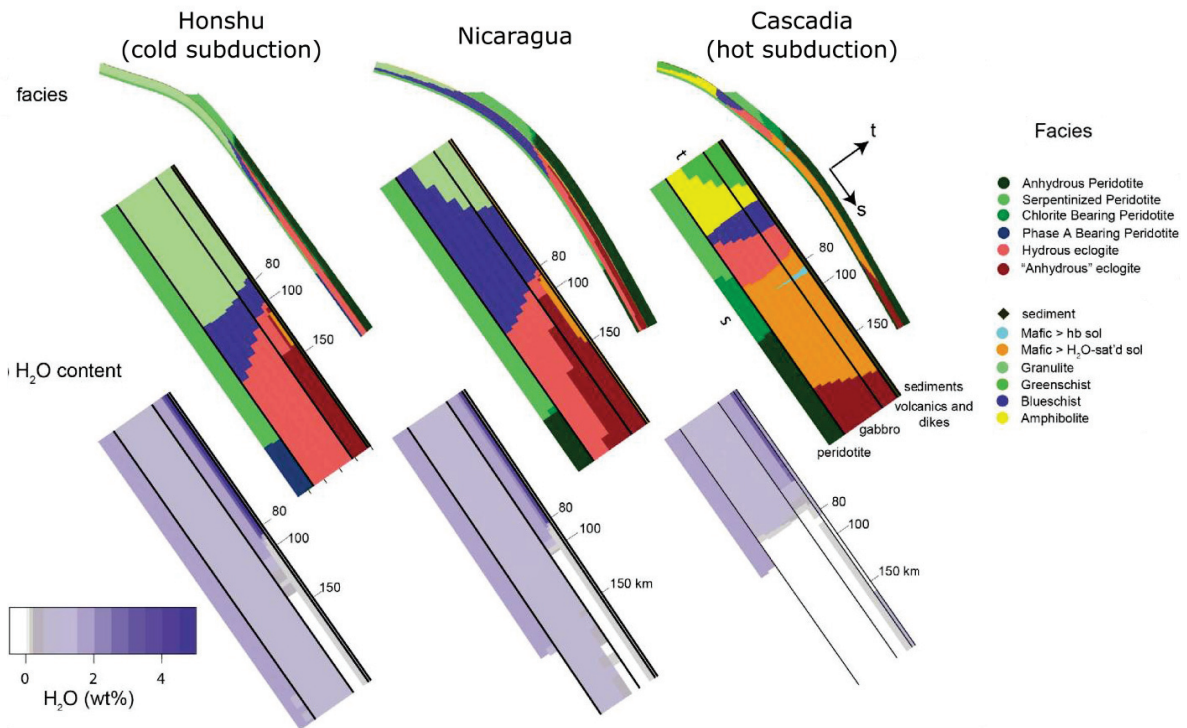 Honshu
(cold subduction)
Nicaragua
Cascadia
(hot subduction)
facies
t
s
Facies
Anhydrous Peridotite
Serpentinized Peridotite
Chlorite Bearing Peridotite
Phase A Bearing Peridotite
Hydrous eclogite
"Anhydrous" eclogite
sediment
Mafic > hb sol
Mafic > H₂O-sat'd sol
Granulite
Greenschist
Blueschist
Amphibolite
80
100
150
80
100
150
t
s
80
100
150
sediments
volcanics and
dikes
gabbro
peridotite
H₂O content
80
100
150
80
100
150 km
80
100
150 km
0
2
4
H₂O (wt%)